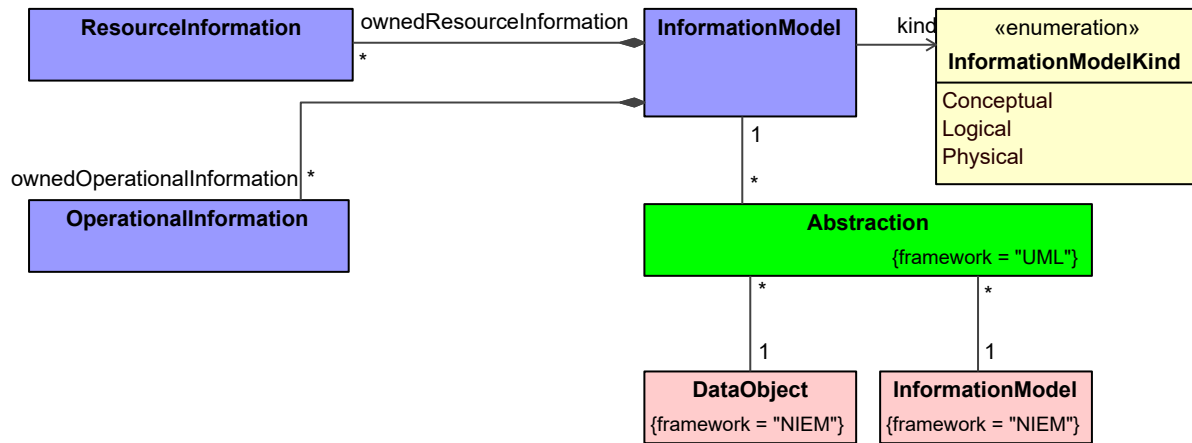 ResourceInformation
ownedResourceInformation
*
InformationModel
kind
«enumeration»
InformationModelKind
Conceptual
Logical
Physical
ownedOperationalInformation
*
OperationalInformation
1
*
Abstraction
{framework = "UML"}
*
*
1
1
DataObject
{framework = "NIEM"}
InformationModel
{framework = "NIEM"}